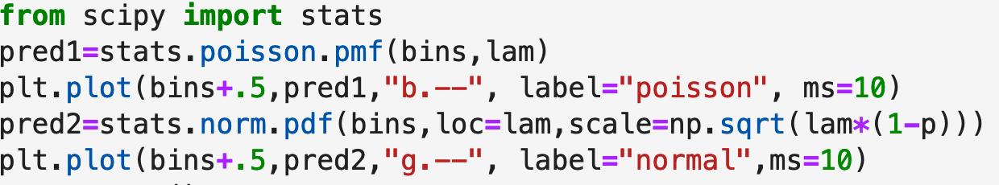 from scipy import stats
pred1=stats.poisson.pmf(bins,lam)
plt.plot(bins+.5,pred1,"b.--", label="poisson", ms=10)
pred2=stats.norm.pdf(bins,loc=lam,scale=np.sqrt(lam*(1-p)))
plt.plot(bins+.5,pred2,"g.--", label="normal",ms=10)